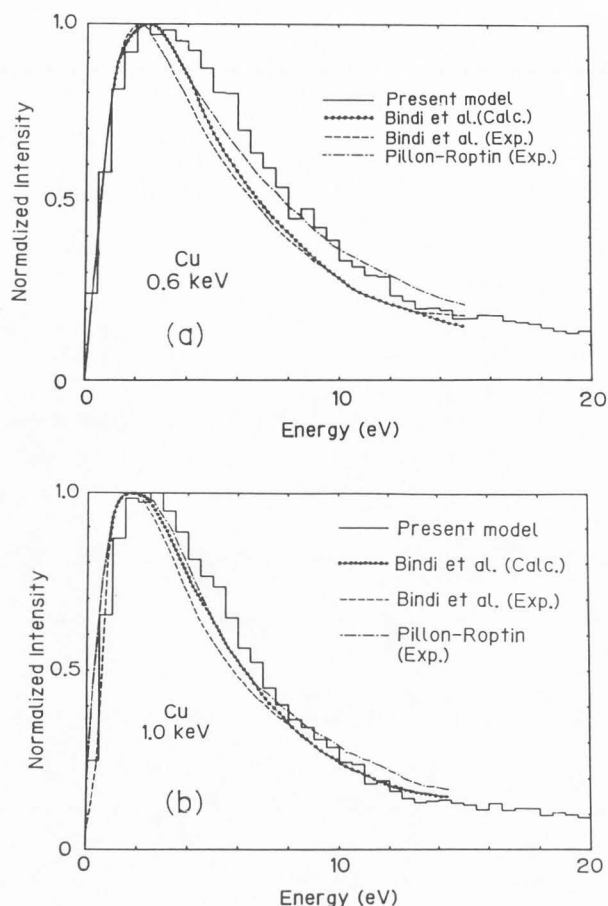 1.0
Present model
Bindi et al.(Calc.)
Bindi et al. (Exp.)
Pillon-Roptin (Exp.)
Normalized Intensity
0.5
Cu
0.6 keV
(a)
0
0
10
20
Energy (eV)
1.0
Present model
Bindi et al. (Calc.)
Bindi et al. (Exp.)
Pillon-Roptin
(Exp.)
Normalized Intensity
0.5
Cu
1.0 keV
(b)
0
0
10
20
Energy (eV)